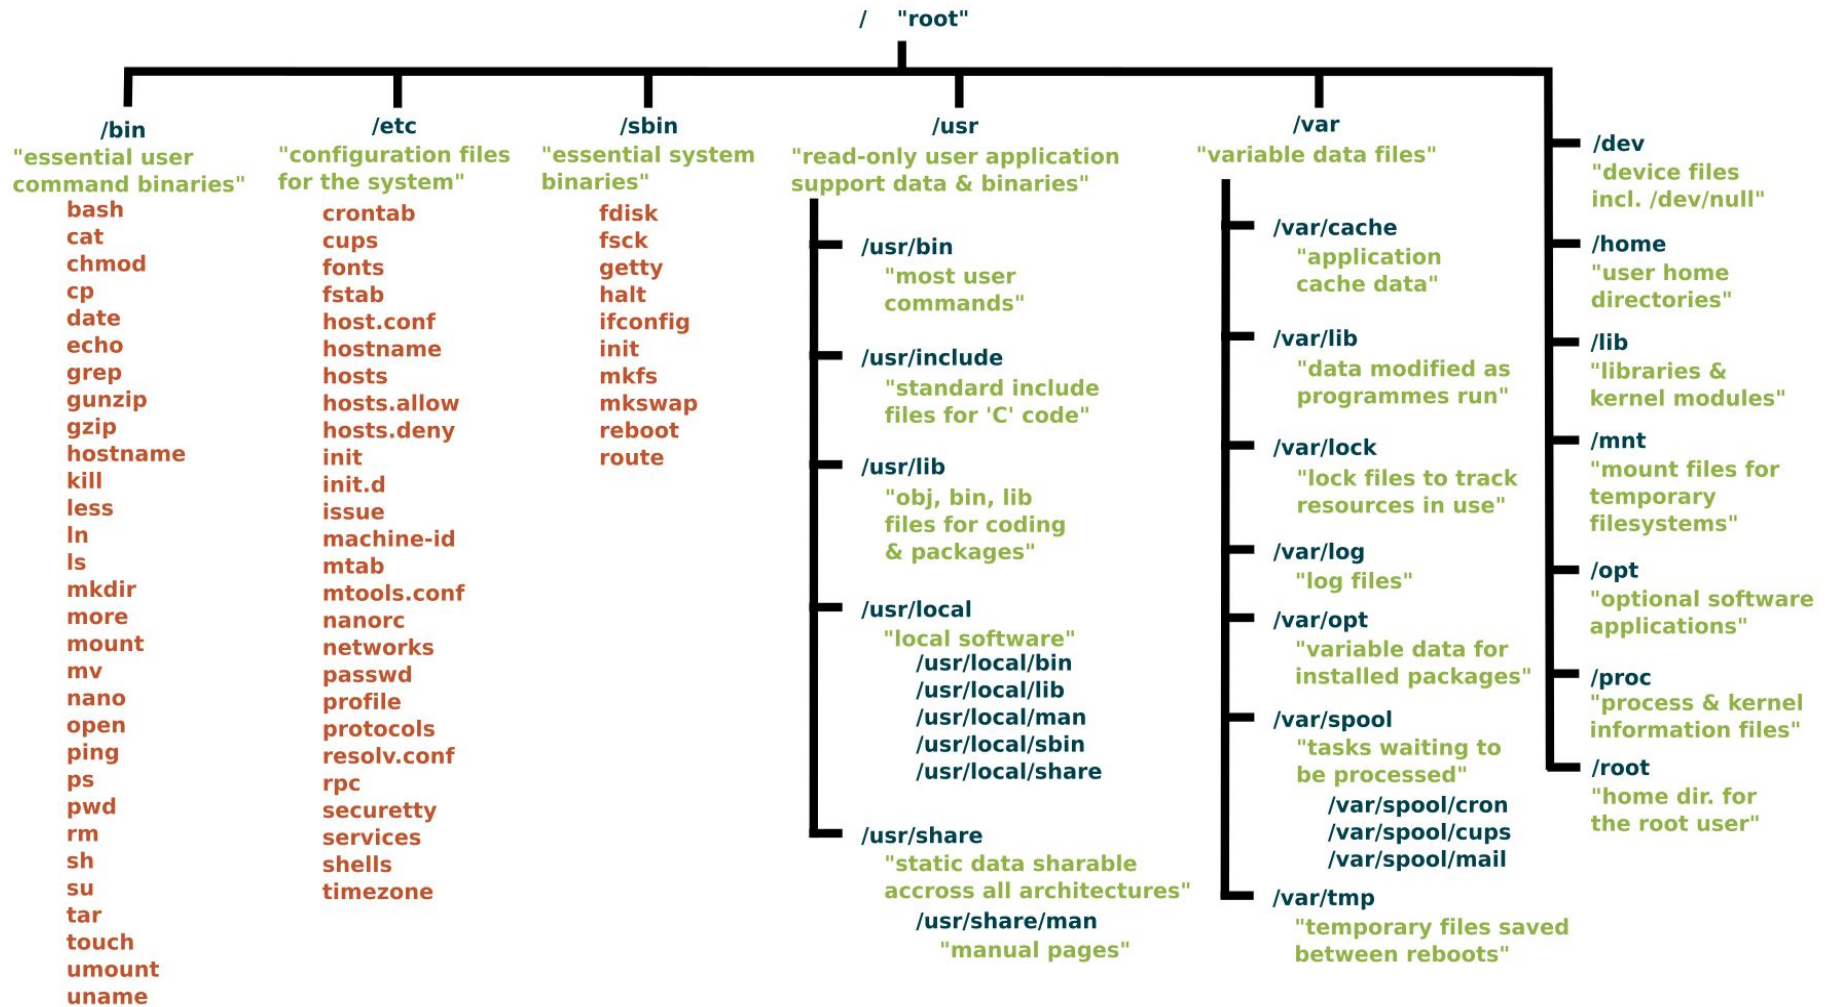 / "root"
/bin
"essential user
command binaries"
bash
cat
chmod
cp
date
echo
grep
gunzip
gzip
hostname
kill
less
ln
ls
mkdir
more
mount
mv
nano
open
ping
ps
pwd
rm
sh
su
tar
touch
umount
uname
/etc
"configuration files
for the system"
crontab
cups
fonts
fstab
host.conf
hostname
hosts
hosts.allow
hosts.deny
init
init.d
issue
machine-id
mtab
mtools.conf
nanorc
networks
passwd
profile
protocols
resolv.conf
rpc
securetty
services
shells
timezone
/sbin
"essential system
binaries"
fdisk
fsck
getty
halt
ifconfig
init
mkfs
mkswap
reboot
route
/usr
"read-only user application
support data & binaries"
/usr/bin
"most user
commands"
/usr/include
"standard include
files for 'C' code"
/usr/lib
"obj, bin, lib
files for coding
& packages"
/usr/local
"local software"
/usr/local/bin
/usr/local/lib
/usr/local/man
/usr/local/sbin
/usr/local/share
/usr/share
"static data sharable
accross all architectures"
/usr/share/man
"manual pages"
/var
"variable data files"
/var/cache
"application
cache data"
/var/lib
"data modified as
programmes run"
/var/lock
"lock files to track
resources in use"
/var/log
"log files"
/var/opt
"variable data for
installed packages"
/var/spool
"tasks waiting to
be processed"
/var/spool/cron
/var/spool/cups
/var/spool/mail
/var/tmp
"temporary files saved
between reboots"
/dev
"device files
incl. /dev/null"
/home
"user home
directories"
/lib
"libraries &
kernel modules"
/mnt
"mount files for
temporary
filesystems"
/opt
"optional software
applications"
/proc
"process & kernel
information files"
/root
"home dir. for
the root user"